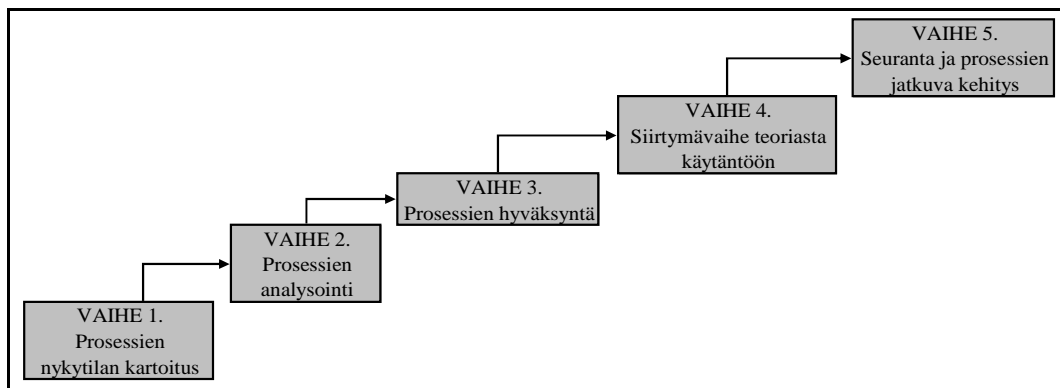 VAIHE 1.
Prosessien
nykytilan kartoitus
VAIHE 2.
Prosessien
analysointi
VAIHE 3.
Prosessien hyväksyntä
VAIHE 4.
Siirtymävaihe teoriasta
käytäntöön
VAIHE 5.
Seuranta ja prosessien
jatkuva kehitys